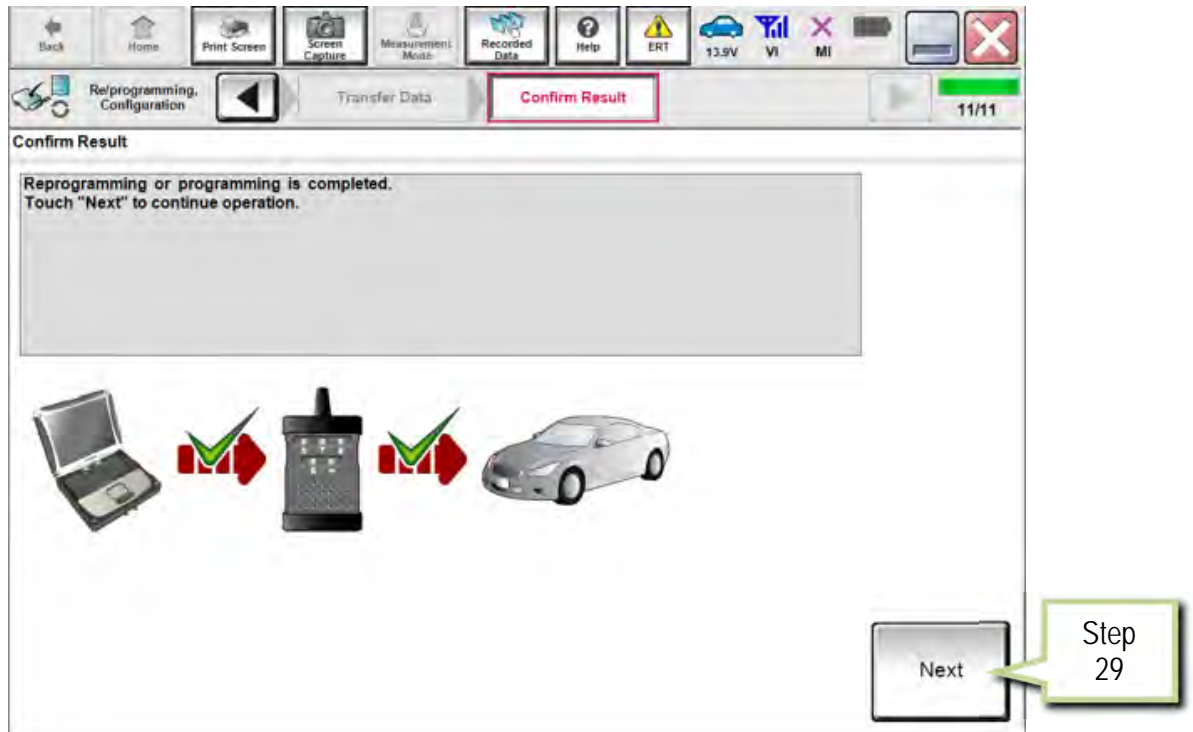 Back
Home
Print Screen
Screen
Capture
Measurement
Mode
Recorded
Data
Help
ERT
13.9V
VI
MI
Re/programming,
Configuration
Transfer Data
Confirm Result
11/11
Confirm Result
Reprogramming or programming is completed.
Touch "Next" to continue operation.
Next
Step
29